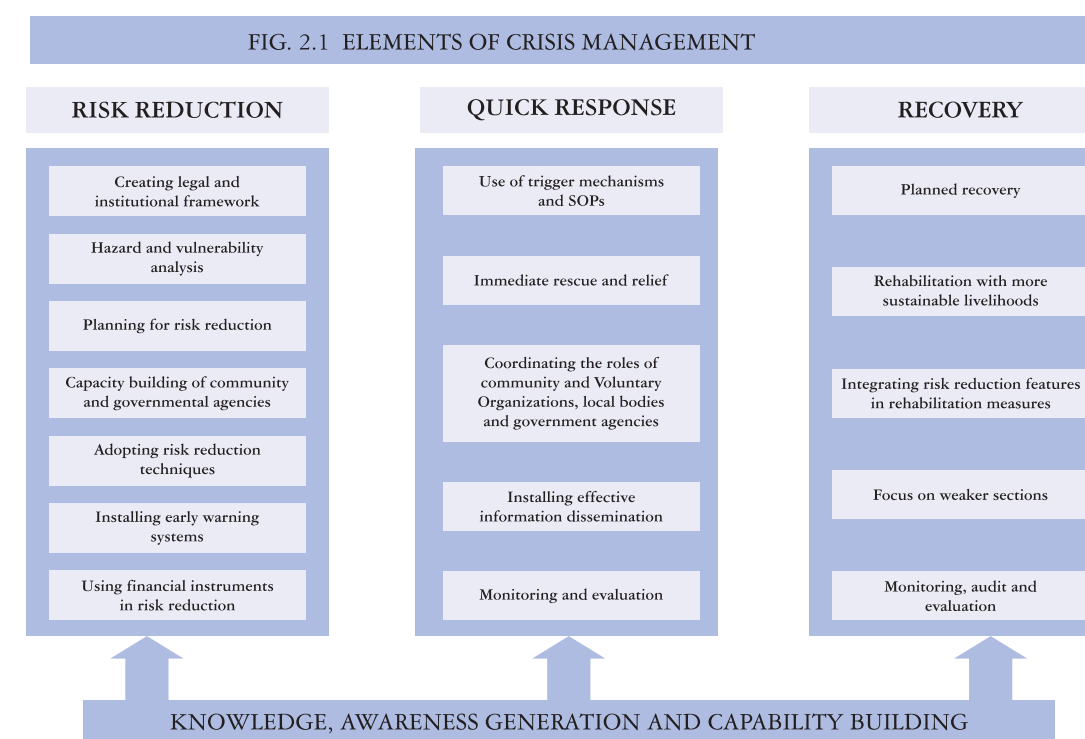 FIG. 2.1 ELEMENTS OF CRISIS MANAGEMENT
RISK REDUCTION
Creating legal and
institutional framework
Hazard and vulnerability
analysis
Planning for risk reduction
Capacity building of community
and governmental agencies
Adopting risk reduction
techniques
Installing early warning
systems
Using financial instruments
in risk reduction
QUICK RESPONSE
Use of trigger mechanisms
and SOPs
Immediate rescue and relief
Coordinating the roles of
community and Voluntary
Organizations, local bodies
and government agencies
Installing effective
information dissemination
Monitoring and evaluation
RECOVERY
Planned recovery
Rehabilitation with more
sustainable livelihoods
Integrating risk reduction features
in rehabilitation measures
Focus on weaker sections
Monitoring, audit and
evaluation
KNOWLEDGE, AWARENESS GENERATION AND CAPABILITY BUILDING